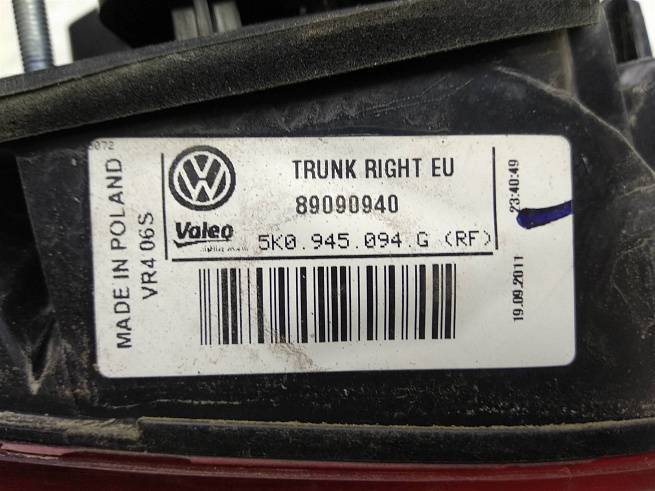 5072
MADE IN POLAND
VR4 06S
TRUNK RIGHT EU
89090940
Valeo
5K0.945.094.G (RF)
19.09.2011 23:40:49